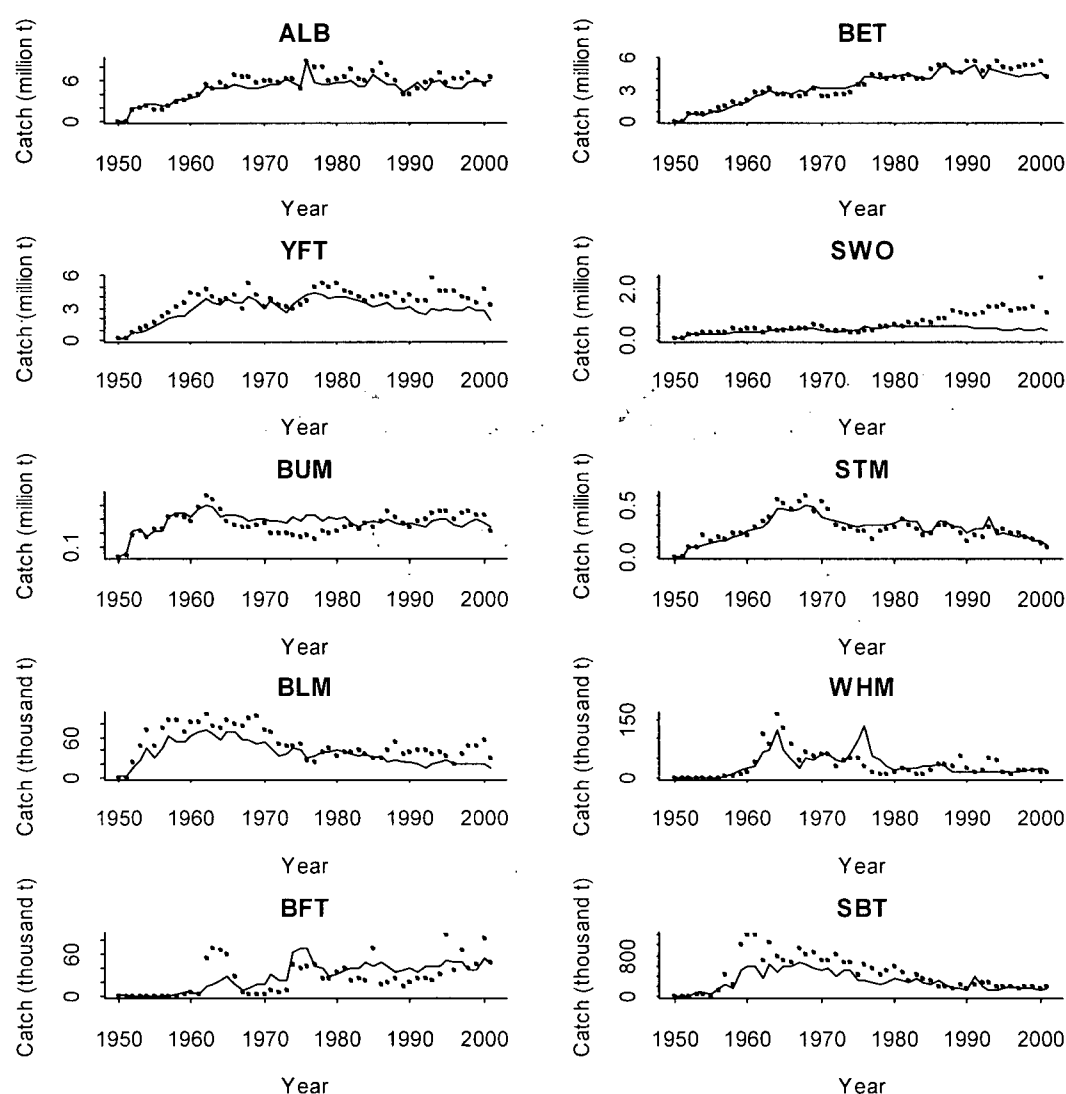 ALB
Catch (million t)
0 6
1950 1960 1970 1980 1990 2000
Year
BET
Catch (million t)
0 3 6
1950 1960 1970 1980 1990 2000
Year
YFT
Catch (million t)
0 3 6
1950 1960 1970 1980 1990 2000
Year
SWO
Catch (million t)
0.0 2.0
1950 1960 1970 1980 1990 2000
Year
BUM
Catch (million t)
0.1
1950 1960 1970 1980 1990 2000
Year
STM
Catch (million t)
0.0 0.5
1950 1960 1970 1980 1990 2000
Year
BLM
Catch (thousand t)
0 60
1950 1960 1970 1980 1990 2000
Year
WHM
Catch (thousand t)
0 150
1950 1960 1970 1980 1990 2000
Year
BFT
Catch (thousand t)
0 60
1950 1960 1970 1980 1990 2000
Year
SBT
Catch (thousand t)
0 800
1950 1960 1970 1980 1990 2000
Year